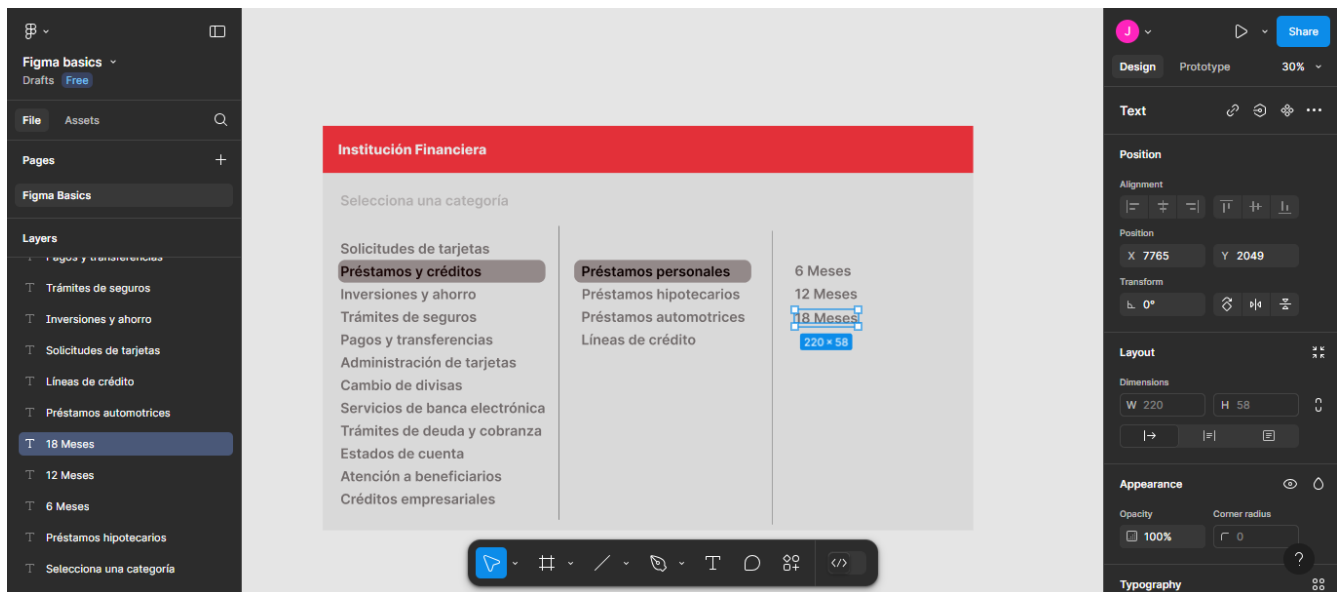 Figma basics
Drafts Free
File Assets
Pages
Figma Basics
Layers
Pagos y transferencias
Trámites de seguros
Inversiones y ahorro
Solicitudes de tarjetas
Líneas de crédito
Préstamos automotrices
18 Meses
12 Meses
6 Meses
Préstamos hipotecarios
Selecciona una categoría
Institución Financiera
Selecciona una categoría
Solicitudes de tarjetas
Préstamos y créditos
Inversiones y ahorro
Trámites de seguros
Pagos y transferencias
Administración de tarjetas
Cambio de divisas
Servicios de banca electrónica
Trámites de deuda y cobranza
Estados de cuenta
Atención a beneficiarios
Créditos empresariales
Préstamos personales
Préstamos hipotecarios
Préstamos automotrices
Líneas de crédito
6 Meses
12 Meses
18 Meses
220 × 58
J Share
Design Prototype 30%
Text
Position
Alignment
Position
X 7765 Y 2049
Transform
0°
Layout
Dimensions
W 220 H 58
Appearance
Opacity Corner radius
100% 0
?
Typography